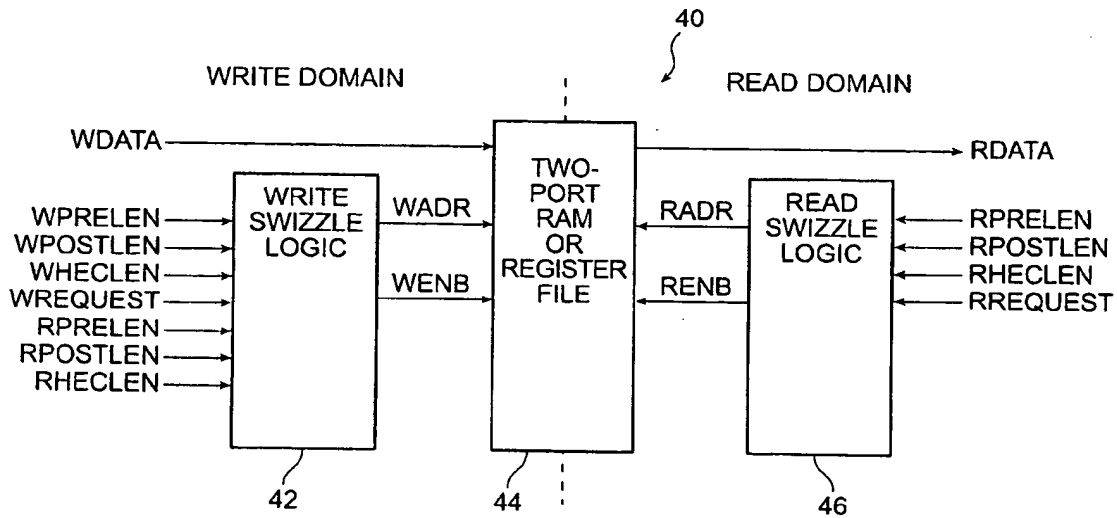 40
WRITE DOMAIN
READ DOMAIN
WDATA
RDATA
WPRELEN
WPOSTLEN
WHECLEN
WREQUEST
RPRELEN
RPOSTLEN
RHECLEN
WRITE
SWIZZLE
LOGIC
WADR
WENB
TWO-
PORT
RAM
OR
REGISTER
FILE
RADR
RENB
READ
SWIZZLE
LOGIC
RPRELEN
RPOSTLEN
RHECLEN
RREQUEST
42
44
46